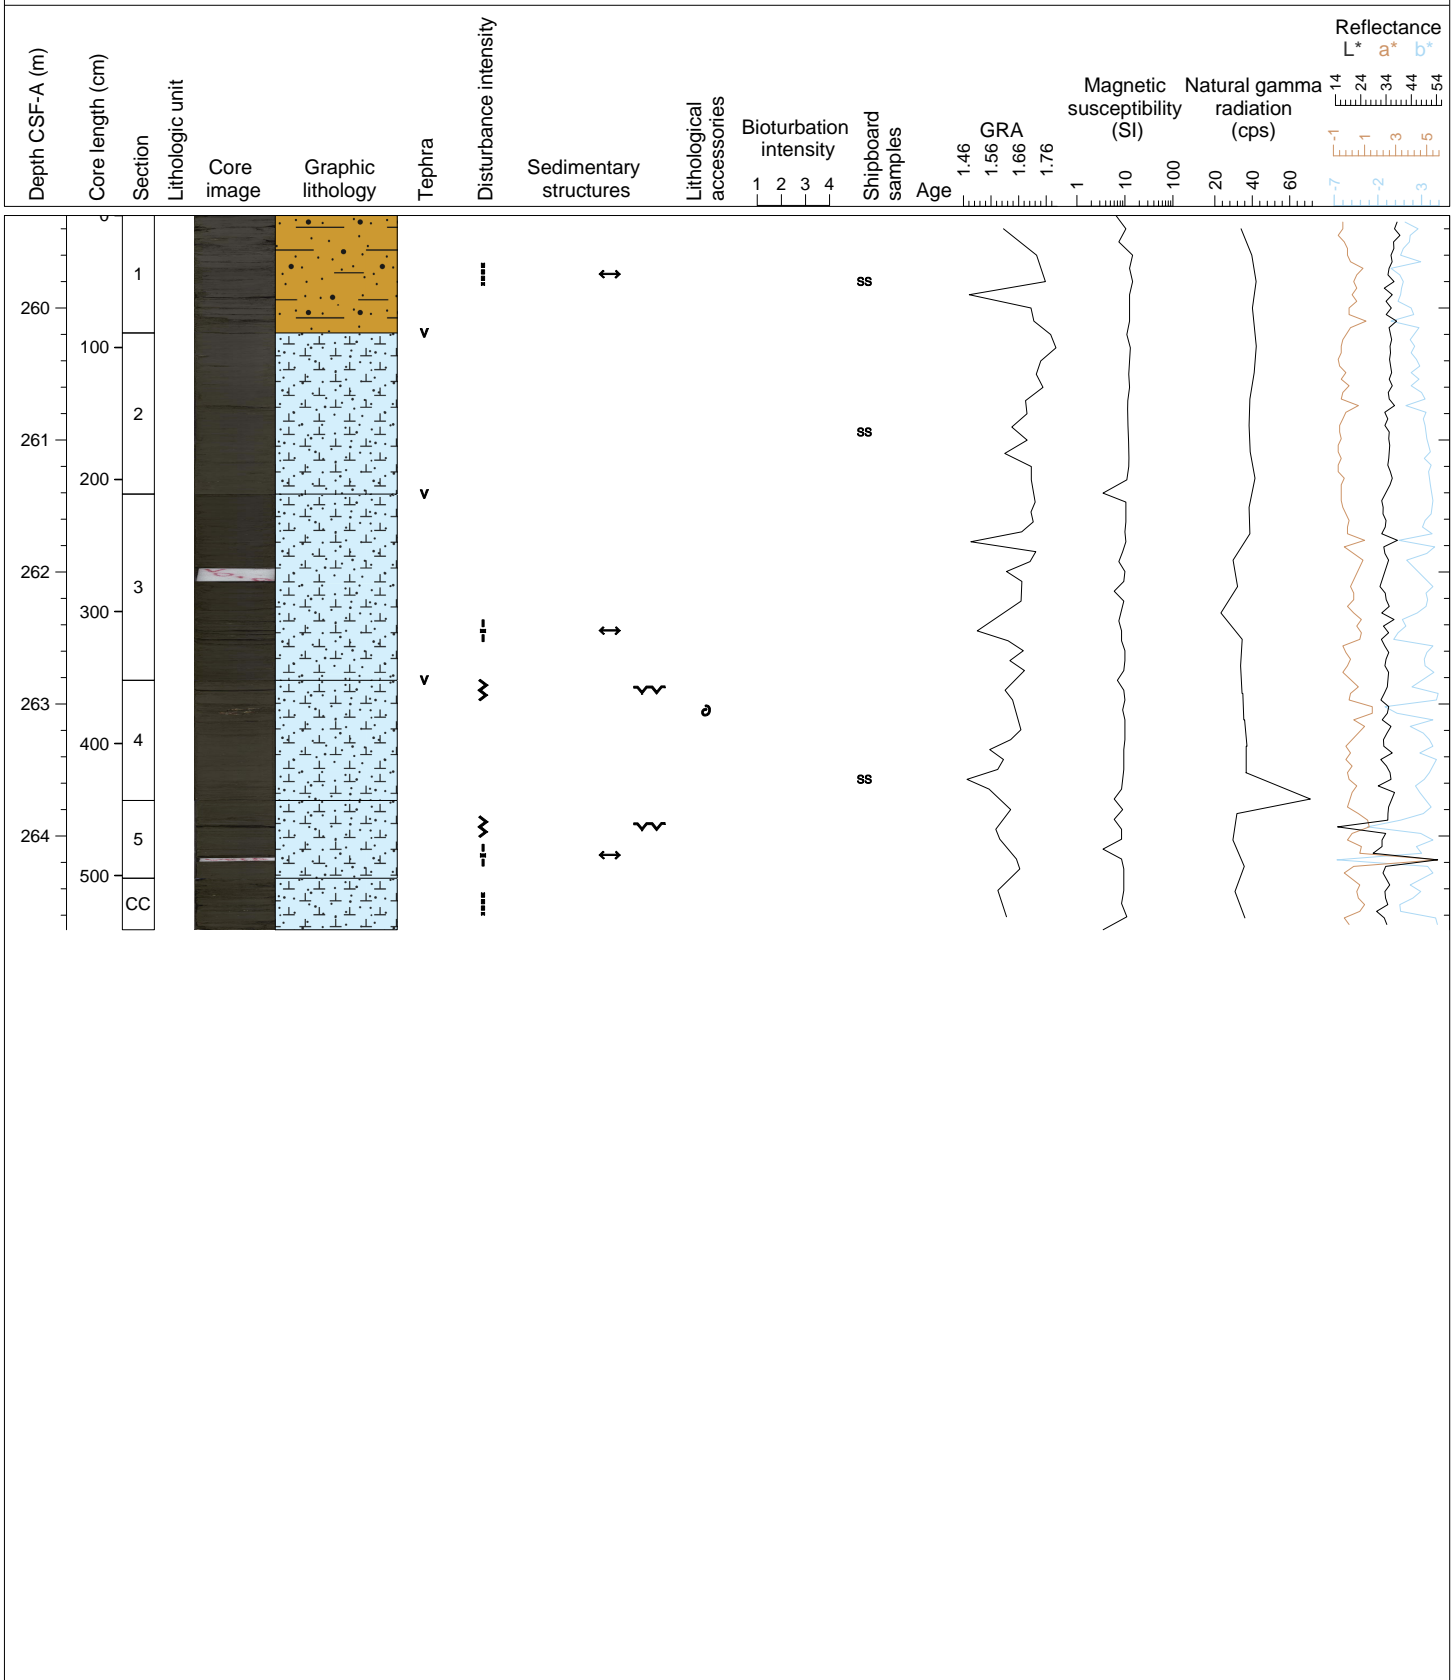 Depth CSF-A (m)
Core length (cm)
Section
Lithologic unit
Core
image
Graphic
lithology
Tephra
Disturbance intensity
Sedimentary
structures
Lithological
accessories
Bioturbation
intensity
1 2 3 4
Shipboard
samples
Age
GRA
1.46 1.56 1.66 1.76
Magnetic
susceptibility
(SI)
1 10 100
Natural gamma
radiation
(cps)
20 40 60
Reflectance
L* a* b*
14 24 34 44 54
-1 1 3 5
-7 -2 3
0
1
ss
260
v
100
2
ss
261
200
v
262
3
300
v
263
4
400
ss
264
5
500
CC